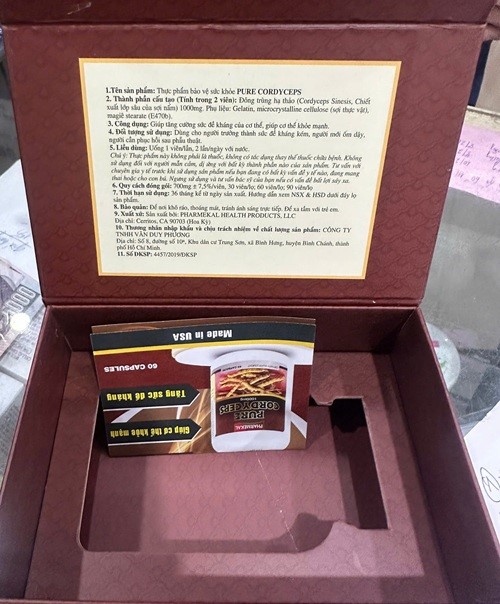 1.Tên sản phẩm: Thực phẩm bảo vệ sức khỏe PURE CORDYCEPS
2. Thành phần cấu tạo (Tính trong 2 viên): Đông trùng hạ thảo (Cordyceps Sinesis, Chiết
xuất lớp sâu của sợi nấm) 1000mg. Phụ liệu: Gelatin, microcrystalline cellulose (sợi thực vật),
magiê stearate (E470b).
3. Công dụng: Giúp tăng cường sức đề kháng của cơ thể, giúp cơ thể khỏe mạnh.
4. Đối tượng sử dụng: Dùng cho người trưởng thành sức đề kháng kém, người mới ốm dậy,
người cần phục hồi sau phẫu thuật.
5. Liều dùng: Uống 1 viên/lần, 2 lần/ngày với nước.
Chú ý: Thực phẩm này không phải là thuốc, không có tác dụng thay thế thuốc chữa bệnh. Không
sử dụng đối với người mẫn cảm, dị ứng với bất kỳ thành phần nào của sản phẩm. Tư vấn với
chuyên gia y tế trước khi sử dụng sản phẩm nếu bạn đang có bất kỳ vấn đề y tế nào, đang mang
thai hoặc cho con bú. Ngưng sử dụng và tư vấn bác sỹ của bạn nếu có vấn đề bất lợi xảy ra.
6. Quy cách đóng gói: 700mg ± 7,5%/viên, 30 viên/lọ; 60 viên/lọ; 90 viên/lọ
7. Thời hạn sử dụng: 36 tháng kể từ ngày sản xuất. Hướng dẫn xem NSX & HSD dưới đáy lọ
sản phẩm.
8. Bảo quản: Để nơi khô ráo, thoáng mát, tránh ánh sáng trực tiếp. Để xa tầm với trẻ em.
9. Xuất xứ: Sản xuất bởi: PHARMEKAL HEALTH PRODUCTS, LLC
Địa chỉ: Cerritos, CA 90703 (Hoa Kỳ)
10. Thương nhân nhập khẩu và chịu trách nhiệm về chất lượng sản phẩm: CÔNG TY
TNHH VÂN DUY PHƯƠNG
Địa chỉ: Số 8, đường số 10ᴬ, Khu dân cư Trung Sơn, xã Bình Hưng, huyện Bình Chánh, thành
phố Hồ Chí Minh.
11. Số DKSP: 4457/2019/ĐKSP
Made in USA
60 CAPSULES
Tăng sức đề kháng
Giúp cơ thể khỏe mạnh
PHARMEKAL
PURE
CORDYCEPS
1000mg